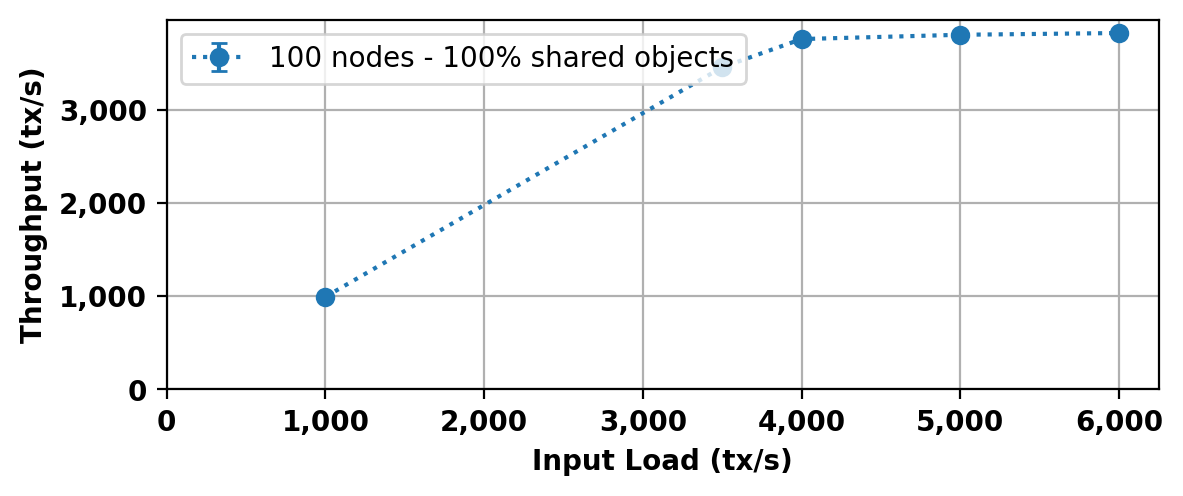 100 nodes - 100% shared objects
Throughput (tx/s)
3,000
2,000
1,000
0
0 1,000 2,000 3,000 4,000 5,000 6,000
Input Load (tx/s)